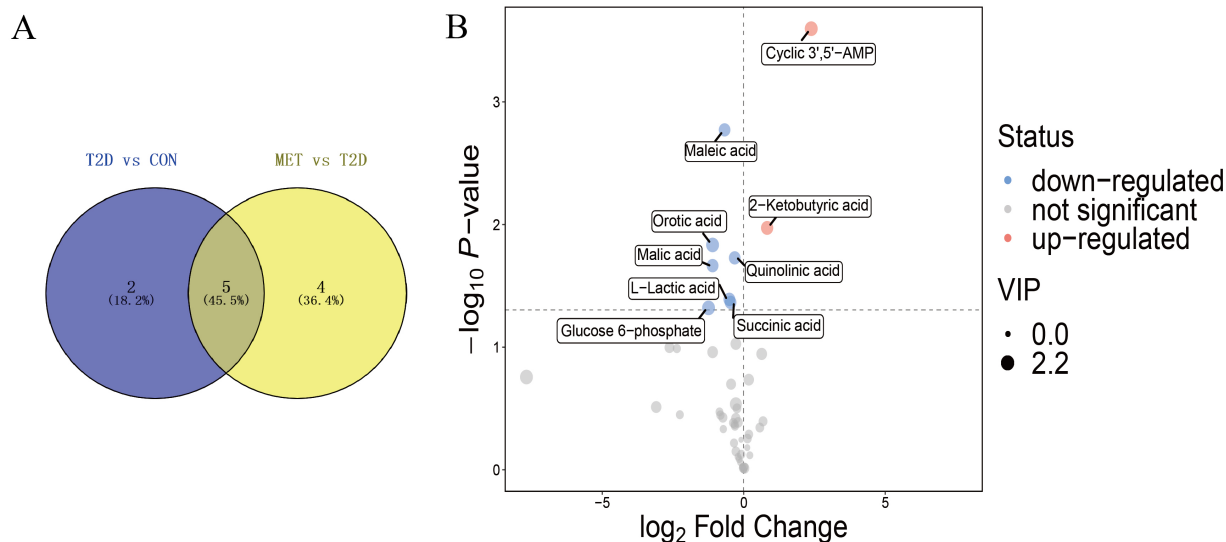 A
T2D vs CON
MET vs T2D
2
(18.2%)
5
(45.5%)
4
(36.4%)
B
−log10 P−value
3
2
1
0
Cyclic 3',5'−AMP
Maleic acid
2−Ketobutyric acid
Orotic acid
Malic acid
Quinolinic acid
L−Lactic acid
Succinic acid
Glucose 6−phosphate
−5
0
5
log2 Fold Change
Status
down−regulated
not significant
up−regulated
VIP
0.0
2.2